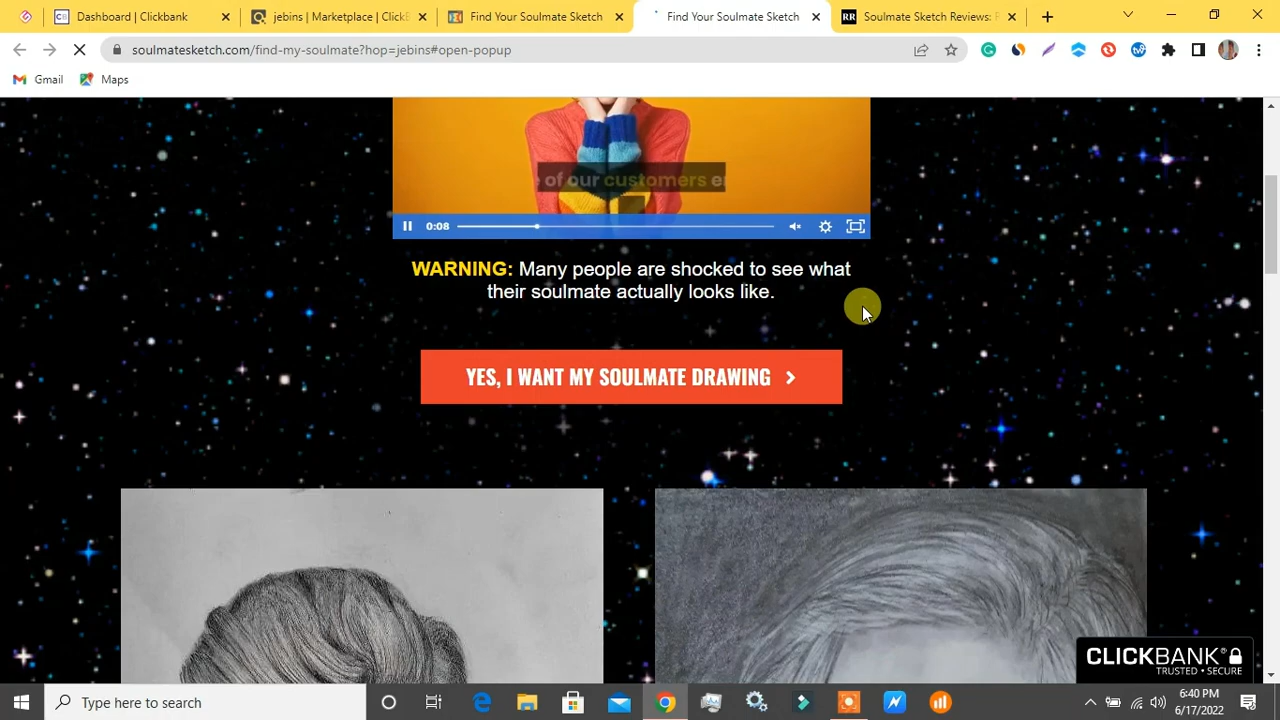 Dashboard | Clickbank
jebins | Marketplace | ClickB
Find Your Soulmate Sketch
Find Your Soulmate Sketch
RR
Soulmate Sketch Reviews: R
soulmatesketch.com/find-my-soulmate?hop=jebins#open-popup
Gmail
Maps
of our customers
0:08
WARNING: Many people are shocked to see what
their soulmate actually looks like.
YES, I WANT MY SOULMATE DRAWING
CLICKBANK
TRUSTED • SECURE
Type here to search
6:40 PM
6/17/2022